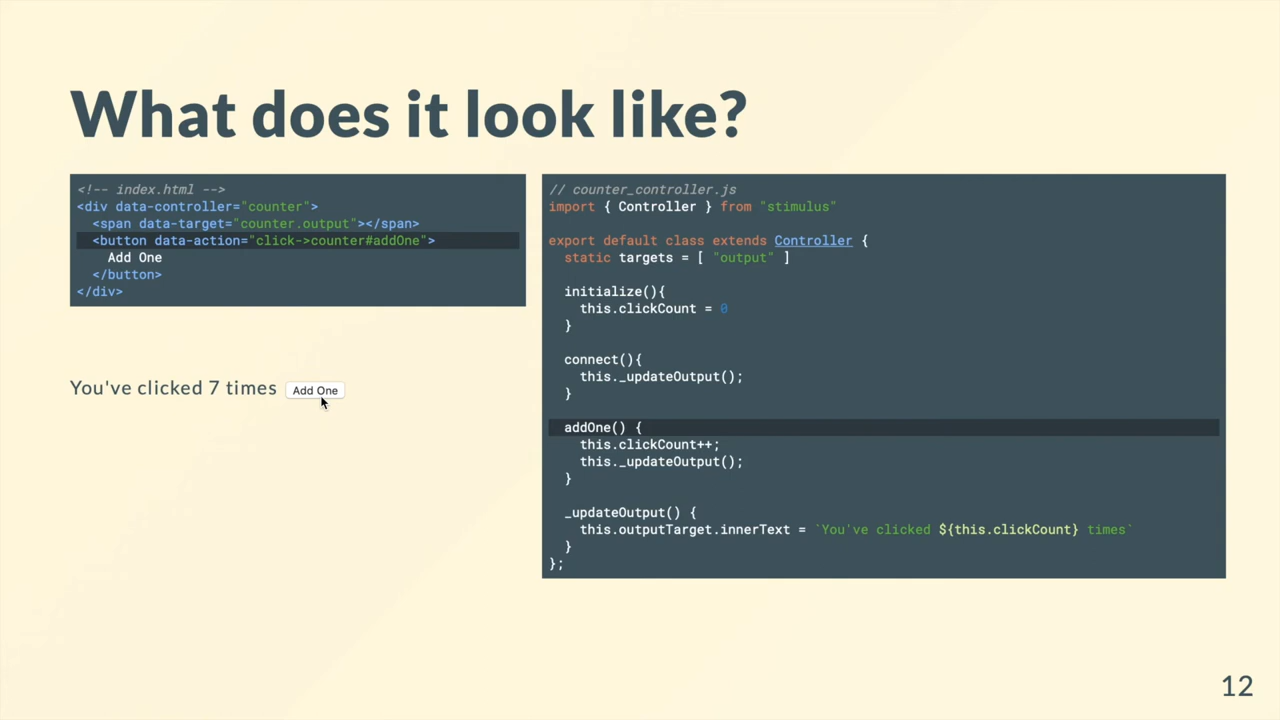 What does it look like?
<!-- index.html -->
<div data-controller="counter">
  <span data-target="counter.output"></span>
  <button data-action="click->counter#addOne">
    Add One
  </button>
</div>
You've clicked 7 times Add One
// counter_controller.js
import { Controller } from "stimulus"
export default class extends Controller {
  static targets = [ "output" ]
  initialize(){
    this.clickCount = 0
  }
  connect(){
    this._updateOutput();
  }
  addOne() {
    this.clickCount++;
    this._updateOutput();
  }
  _updateOutput() {
    this.outputTarget.innerText = `You've clicked ${this.clickCount} times`
  }
};
12